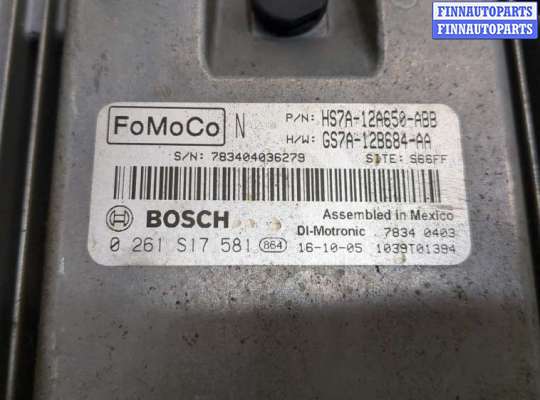 FINNAUTOPARTS
FINNAUTOPARTS
FoMoCo N P/N: HS7A-12A650-ABB
H/W: GS7A-12B684-AA
S/N: 783404036279 SITE: S66FF
BOSCH Assembled in Mexico
DI-Motronic 7834 0403
0 261 S17 581 864 16-10-05 1039T01394